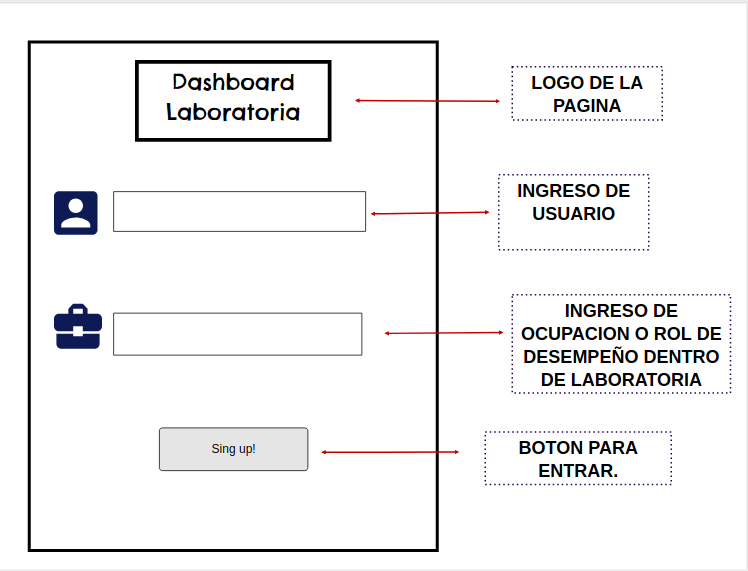 Dashboard
Laboratoria
LOGO DE LA
PAGINA
INGRESO DE
USUARIO
INGRESO DE
OCUPACION O ROL DE
DESEMPEÑO DENTRO
DE LABORATORIA
Sing up!
BOTON PARA
ENTRAR.